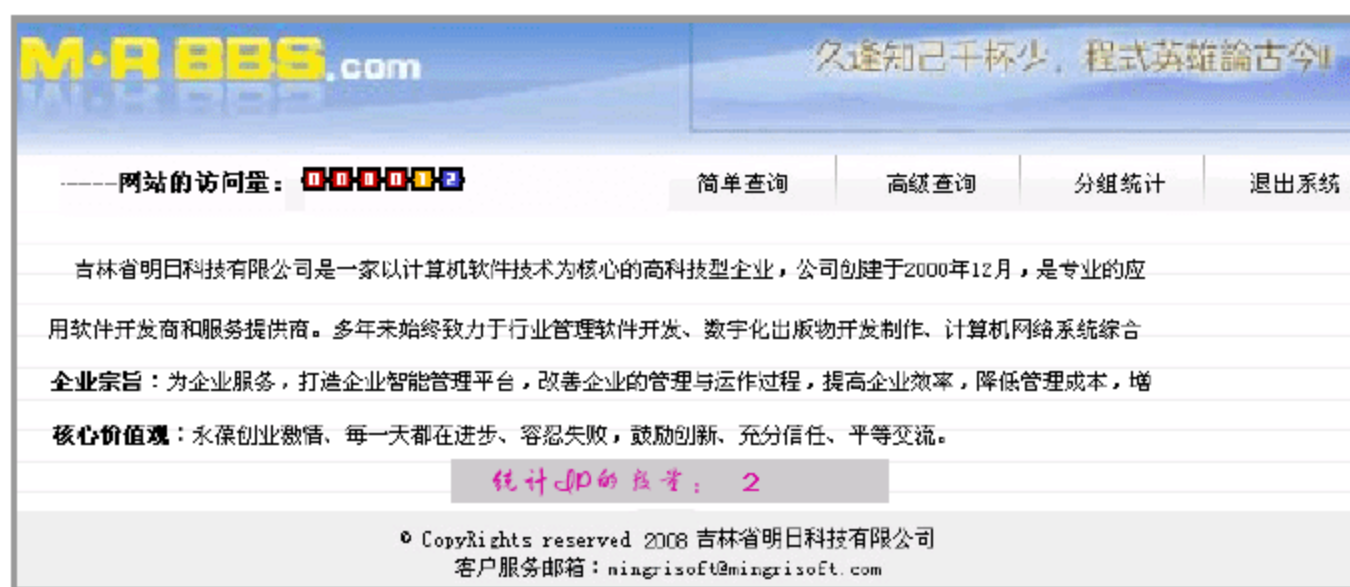 M·R BBS.com
久逢知己千杯少，程式英雄論古今!!
------网站的访问量： 000012
简单查询 高级查询 分组统计 退出系统
吉林省明日科技有限公司是一家以计算机软件技术为核心的高科技型企业，公司创建于2000年12月，是专业的应
用软件开发商和服务提供商。多年来始终致力于行业管理软件开发、数字化出版物开发制作、计算机网络系统综合
企业宗旨：为企业服务，打造企业智能管理平台，改善企业的管理与运作过程，提高企业效率，降低管理成本，增
核心价值观：永葆创业激情、每一天都在进步、容忍失败，鼓励创新、充分信任、平等交流。
统计IP的数量： 2
© CopyRights reserved 2008 吉林省明日科技有限公司
客户服务邮箱：mingrisoft@mingrisoft.com